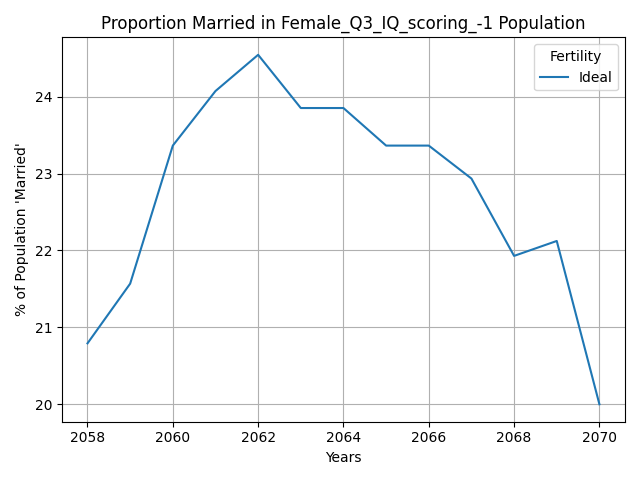 Proportion Married in Female_Q3_IQ_scoring_-1 Population
Fertility
Ideal
% of Population 'Married'
24
23
22
21
20
2058 2060 2062 2064 2066 2068 2070
Years